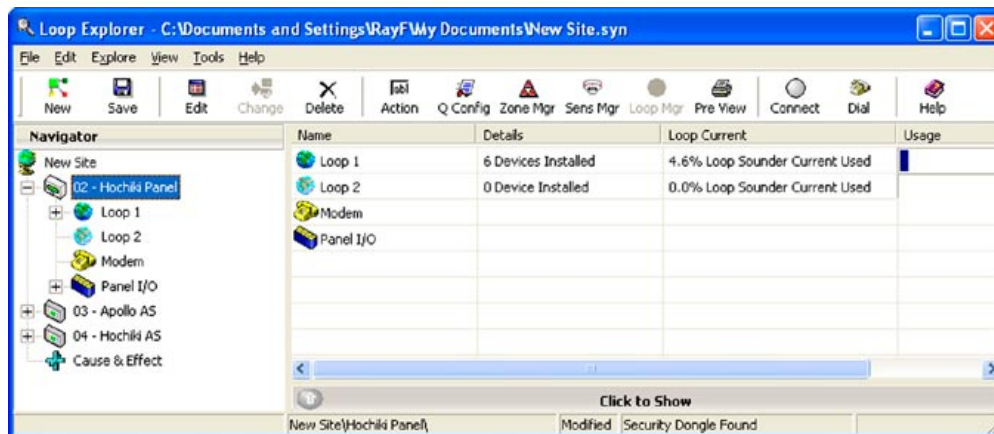 Loop Explorer - C:\Documents and Settings\RayF\My Documents\New Site.syn
File Edit Explore View Tools Help
New Save Edit Change Delete Action Q Config Zone Mgr Sens Mgr Loop Mgr Pre View Connect Dial Help
Navigator Name Details Loop Current Usage
New Site
Loop 1 6 Devices Installed 4.6% Loop Sounder Current Used
02 - Hochiki Panel
Loop 2 0 Device Installed 0.0% Loop Sounder Current Used
Loop 1
Modem
Loop 2
Panel I/O
Modem
Panel I/O
03 - Apollo AS
04 - Hochiki AS
Cause & Effect
Click to Show
New Site\Hochiki Panel\ Modified Security Dongle Found